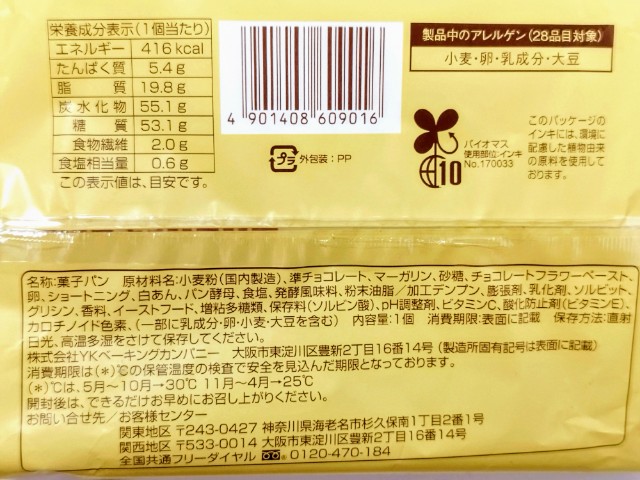 栄養成分表示(1個当たり)
エネルギー 416kcal
たんぱく質 5.4g
脂質 19.8g
炭水化物 55.1g
糖質 53.1g
食物繊維 2.0g
食塩相当量 0.6g
この表示値は、目安です。
4 901408 609016
プラ 外包装:PP
製品中のアレルゲン(28品目対象)
小麦・卵・乳成分・大豆
10
バイオマス
使用部位:インキ
No.170033
このパッケージの
インキには、環境に
配慮した植物由来
の原料を使用して
おります。
名称:菓子パン 原材料名:小麦粉(国内製造)、準チョコレート、マーガリン、砂糖、チョコレートフラワーペースト、
卵、ショートニング、白あん、パン酵母、食塩、発酵風味料、粉末油脂/加工デンプン、膨張剤、乳化剤、ソルビット、
グリシン、香料、イーストフード、増粘多糖類、保存料(ソルビン酸)、pH調整剤、ビタミンC、酸化防止剤(ビタミンE)、
カロチノイド色素、(一部に乳成分・卵・小麦・大豆を含む) 内容量:1個 消費期限:表面に記載 保存方法:直射
日光、高温多湿をさけて保存してください。
株式会社YKベーキングカンパニー 大阪市東淀川区豊新2丁目16番14号(製造所固有記号は表面に記載)
消費期限は(*)℃の保管温度の検査で安全を見込んだ期限となっております。
(*)℃は、5月~10月→30℃ 11月~4月→25℃
開封後は、できるだけお早めにお召し上がりください。
お問い合せ先/お客様センター
関東地区 〒243-0427 神奈川県海老名市杉久保南1丁目2番1号
関西地区 〒533-0014 大阪市東淀川区豊新2丁目16番14号
全国共通フリーダイヤル 0120-470-184